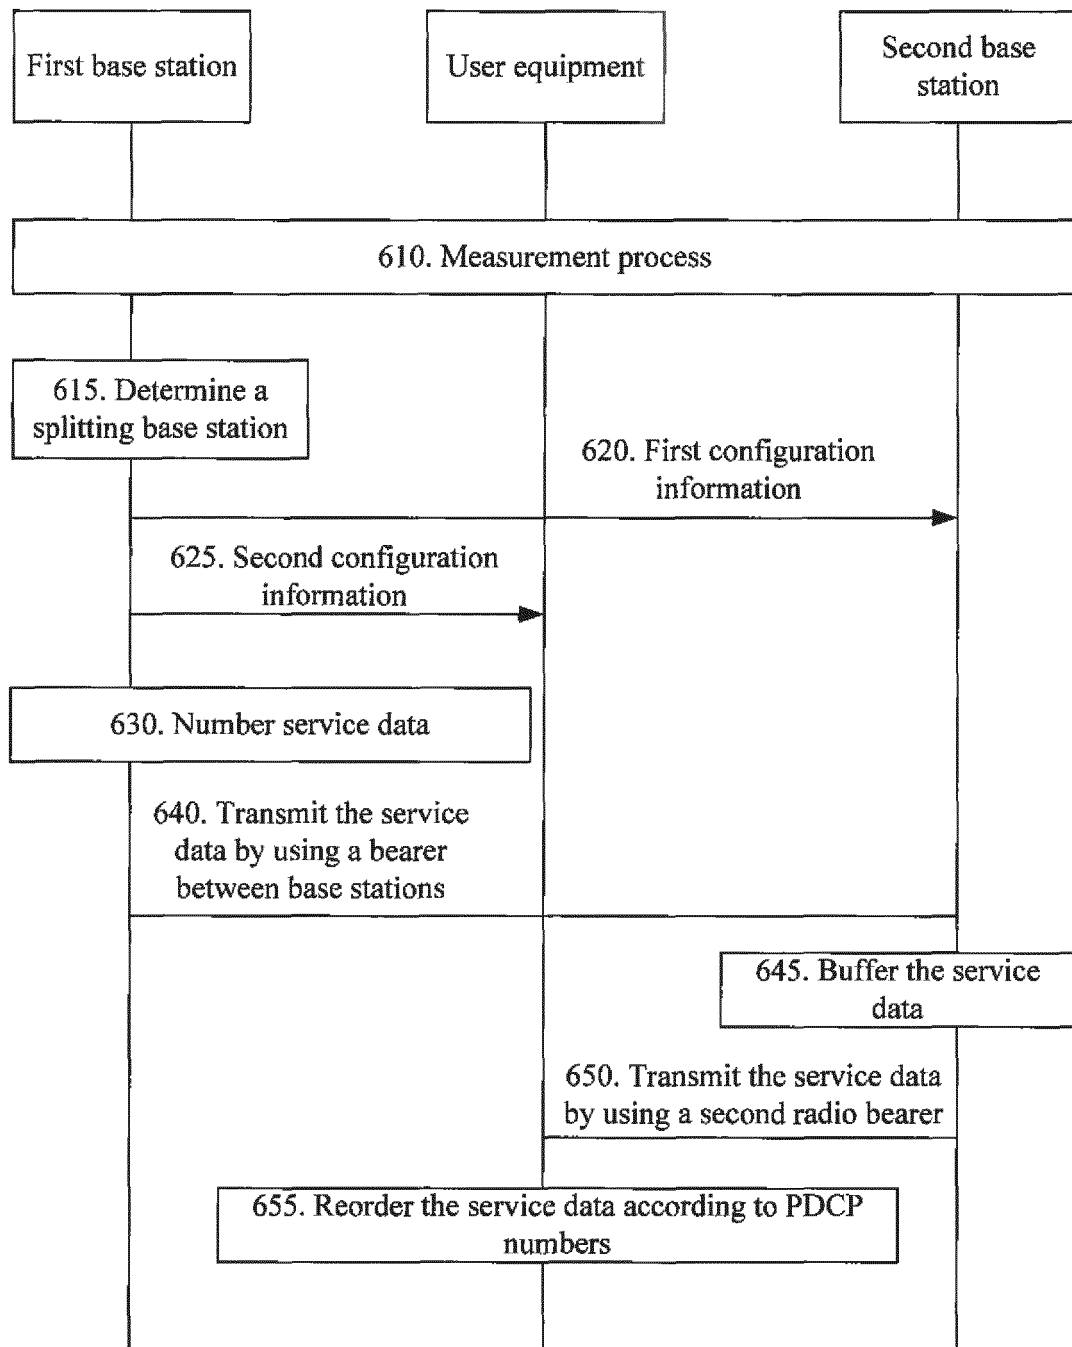 First base station
User equipment
Second base
station
610. Measurement process
615. Determine a
splitting base station
620. First configuration
information
625. Second configuration
information
630. Number service data
640. Transmit the service
data by using a bearer
between base stations
645. Buffer the service
data
650. Transmit the service data
by using a second radio bearer
655. Reorder the service data according to PDCP
numbers